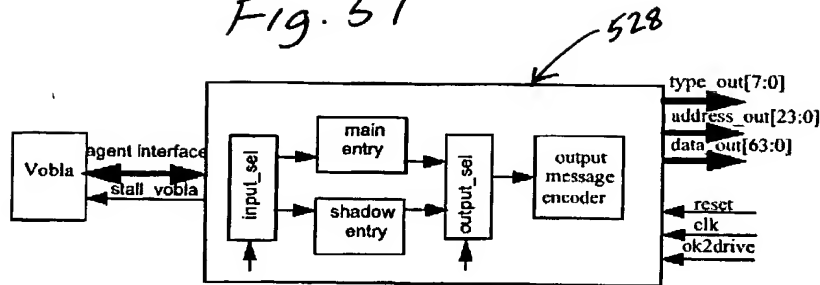 Fig. 51
528
type_out[7:0]
address_out[23:0]
data_out[63:0]
Vobla
agent interface
stall_vobla
input_sel
main
entry
shadow
entry
output_sel
output
message
encoder
reset
clk
ok2drive